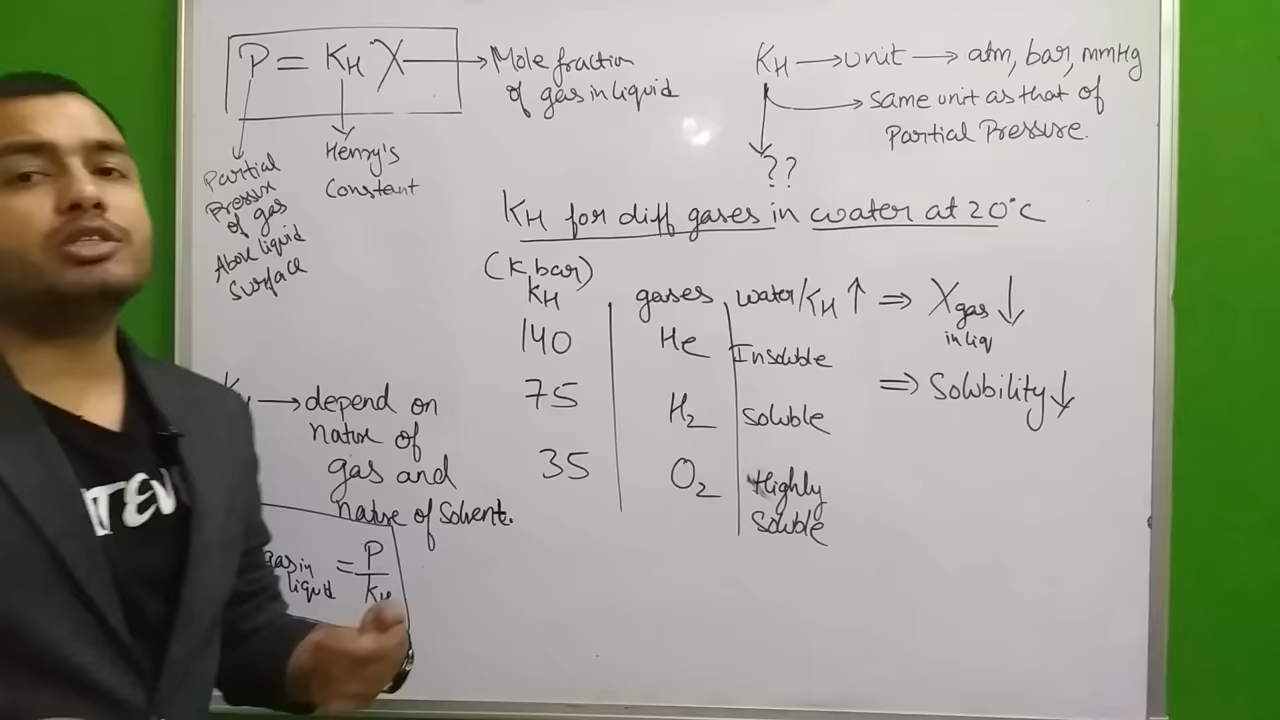 P = KH X → Mole fraction
of gas in liquid
Partial
Pressure
of gas
Above liquid
surface
Henry's
Constant
KH → unit → atm, bar, mmHg
→ same unit as that of
Partial Pressure.
??
KH for diff gases in water at 20°C
(K bar)
KH | gases | water/KH ↑ ⇒ Xgas ↓
in liq
140 | He | Insoluble
⇒ Solubility ↓
75 | H2 | soluble
35 | O2 | Highly
soluble
→ depend on
nature of
gas and
nature of Solvent.
gas in
liquid = P
KH